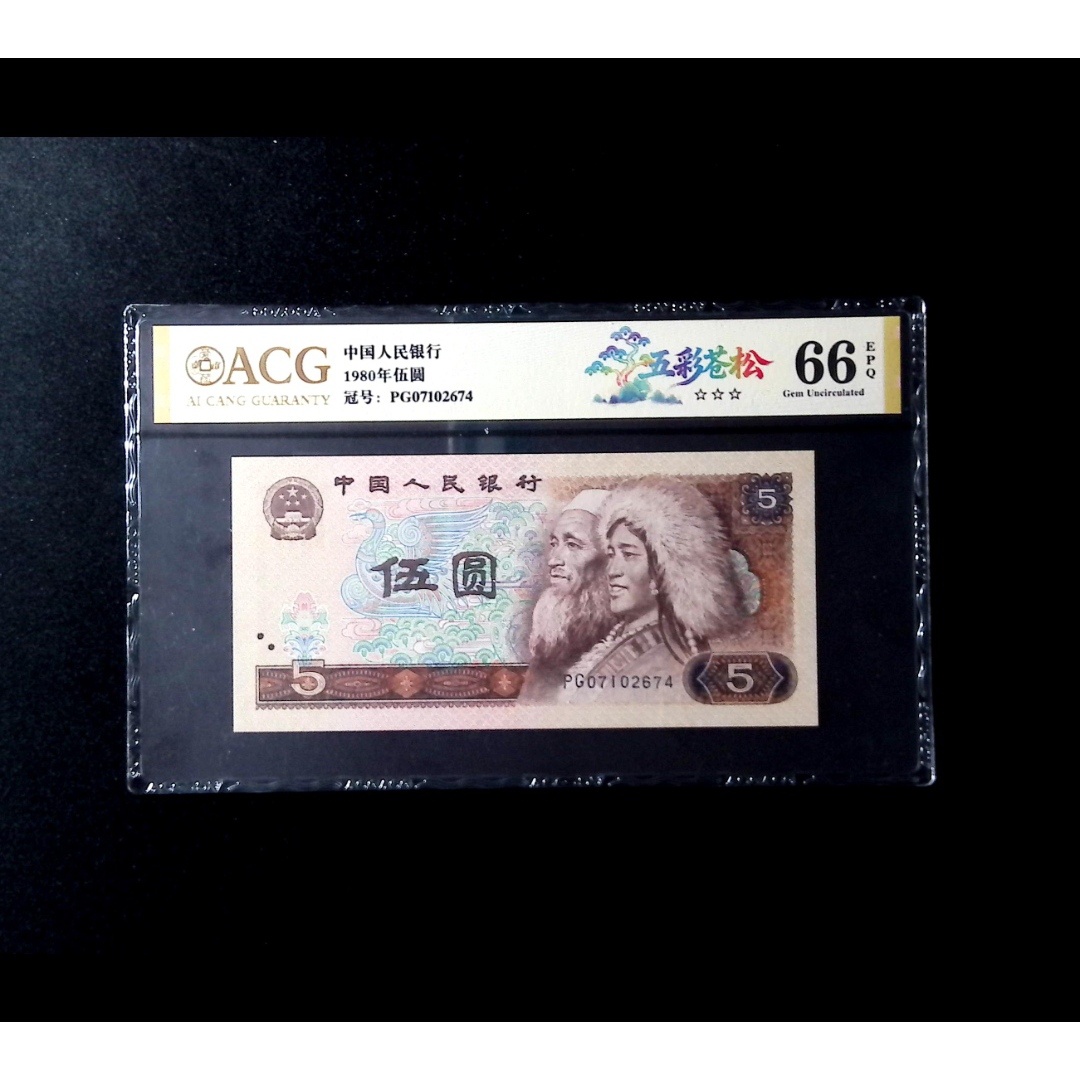 ACG
AI CANG GUARANTY
中国人民银行
1980年伍圆
冠号: PG07102674
五彩苍松
☆☆☆
66
EPQ
Gem Uncirculated
中国人民银行
5
伍圆
5
PG07102674
5